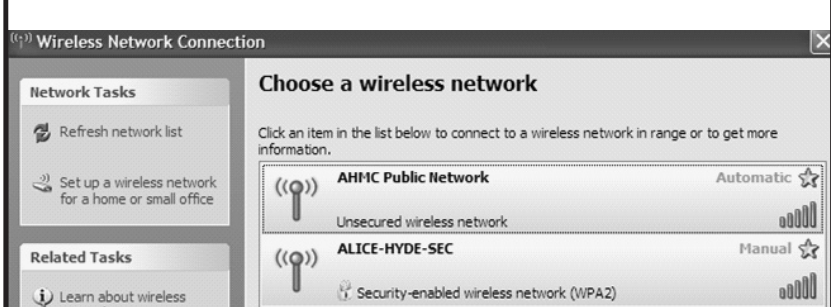 Wireless Network Connection
Network Tasks
Refresh network list
Set up a wireless network
for a home or small office
Related Tasks
Learn about wireless
Choose a wireless network
Click an item in the list below to connect to a wireless network in range or to get more
information.
AHMC Public Network Automatic
Unsecured wireless network
ALICE-HYDE-SEC Manual
Security-enabled wireless network (WPA2)